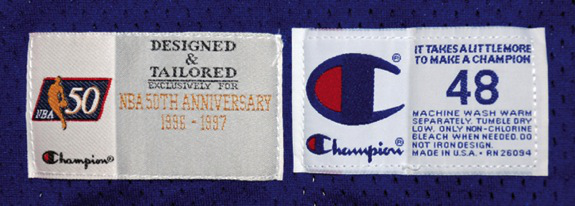 DESIGNED
&
TAILORED
EXCLUSIVELY FOR
NBA 50TH ANNIVERSARY
1996 - 1997
NBA 50
Champion®
IT TAKES A LITTLE MORE
TO MAKE A CHAMPION®
48
MACHINE WASH WARM
SEPARATELY. TUMBLE DRY
LOW. ONLY NON-CHLORINE
BLEACH WHEN NEEDED. DO
NOT IRON DESIGN.
MADE IN U.S.A. • RN 26094
C®
Champion®